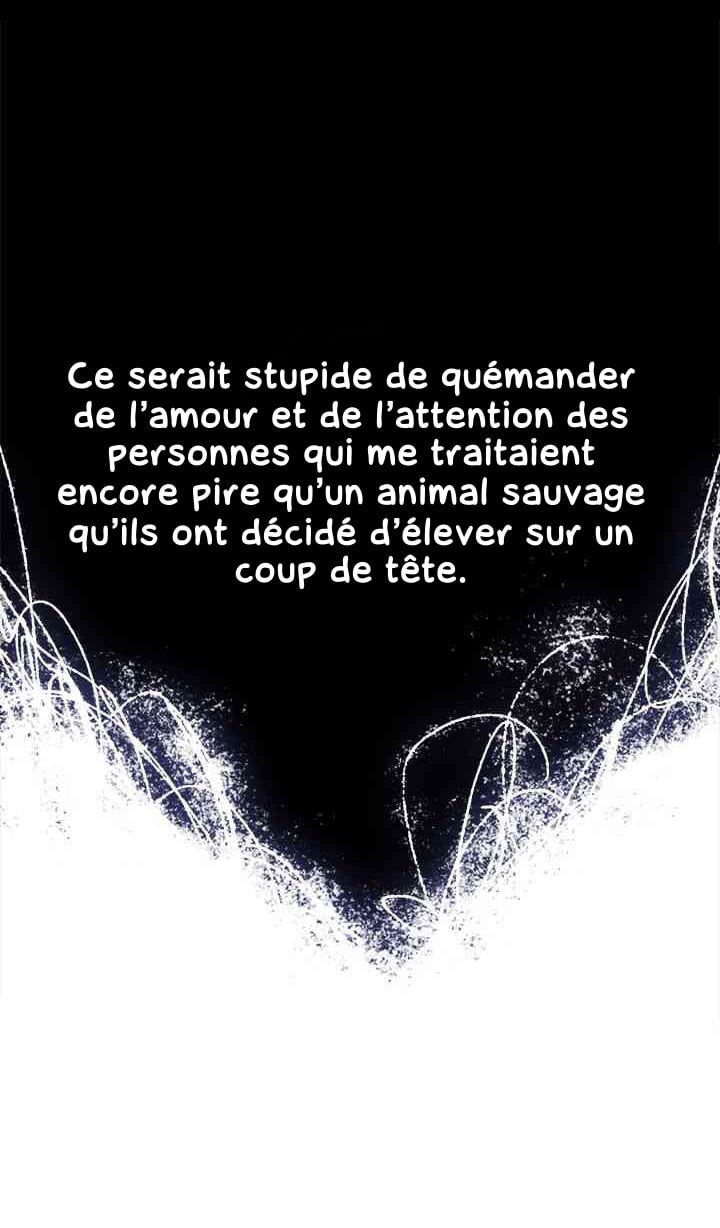 Ce serait stupide de quémander
de l'amour et de l'attention des
personnes qui me traitaient
encore pire qu'un animal sauvage
qu'ils ont décidé d'élever sur un
coup de tête.